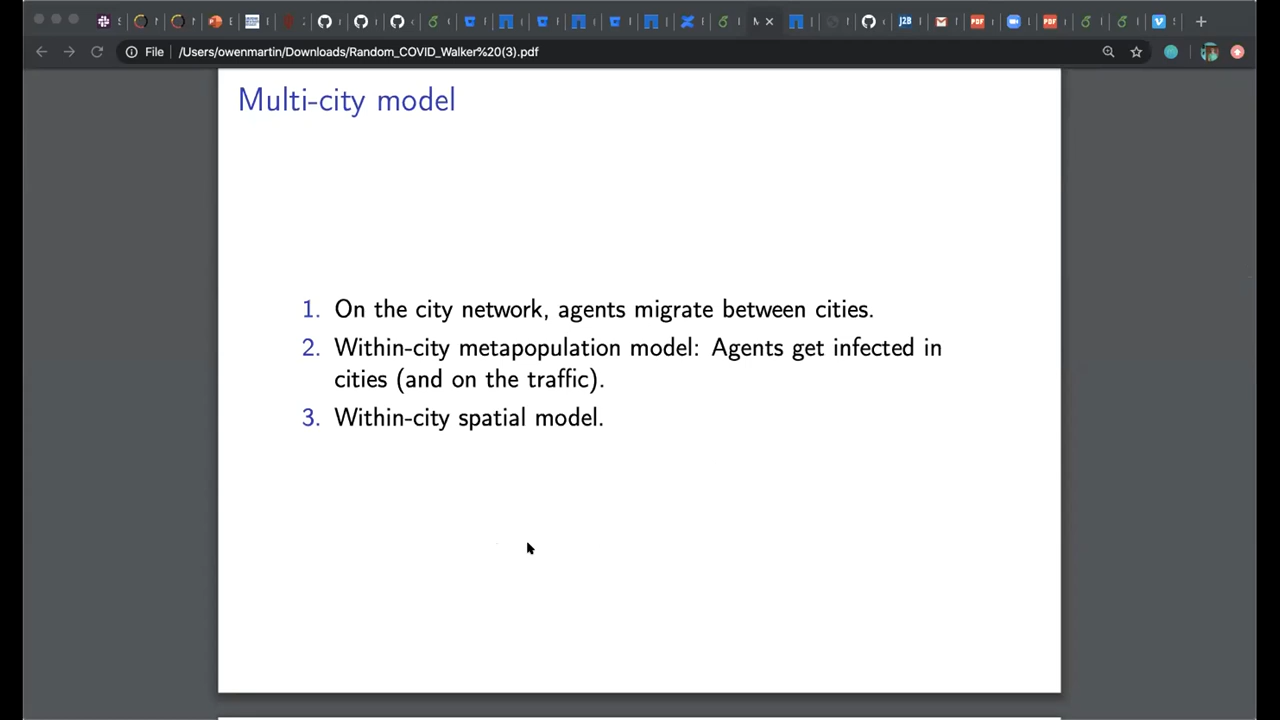 File
/Users/owenmartin/Downloads/Random_COVID_Walker%20(3).pdf
Multi-city model
1. On the city network, agents migrate between cities.
2. Within-city metapopulation model: Agents get infected in
cities (and on the traffic).
3. Within-city spatial model.